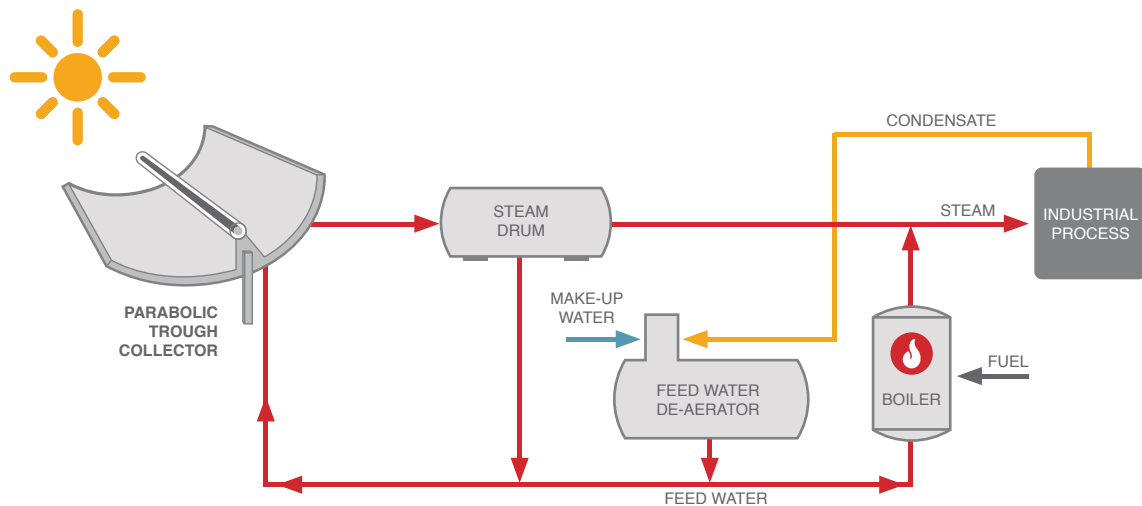 CONDENSATE
STEAM
DRUM
STEAM
INDUSTRIAL
PROCESS
MAKE-UP
WATER
PARABOLIC
TROUGH
COLLECTOR
FUEL
FEED WATER
DE-AERATOR
BOILER
FEED WATER